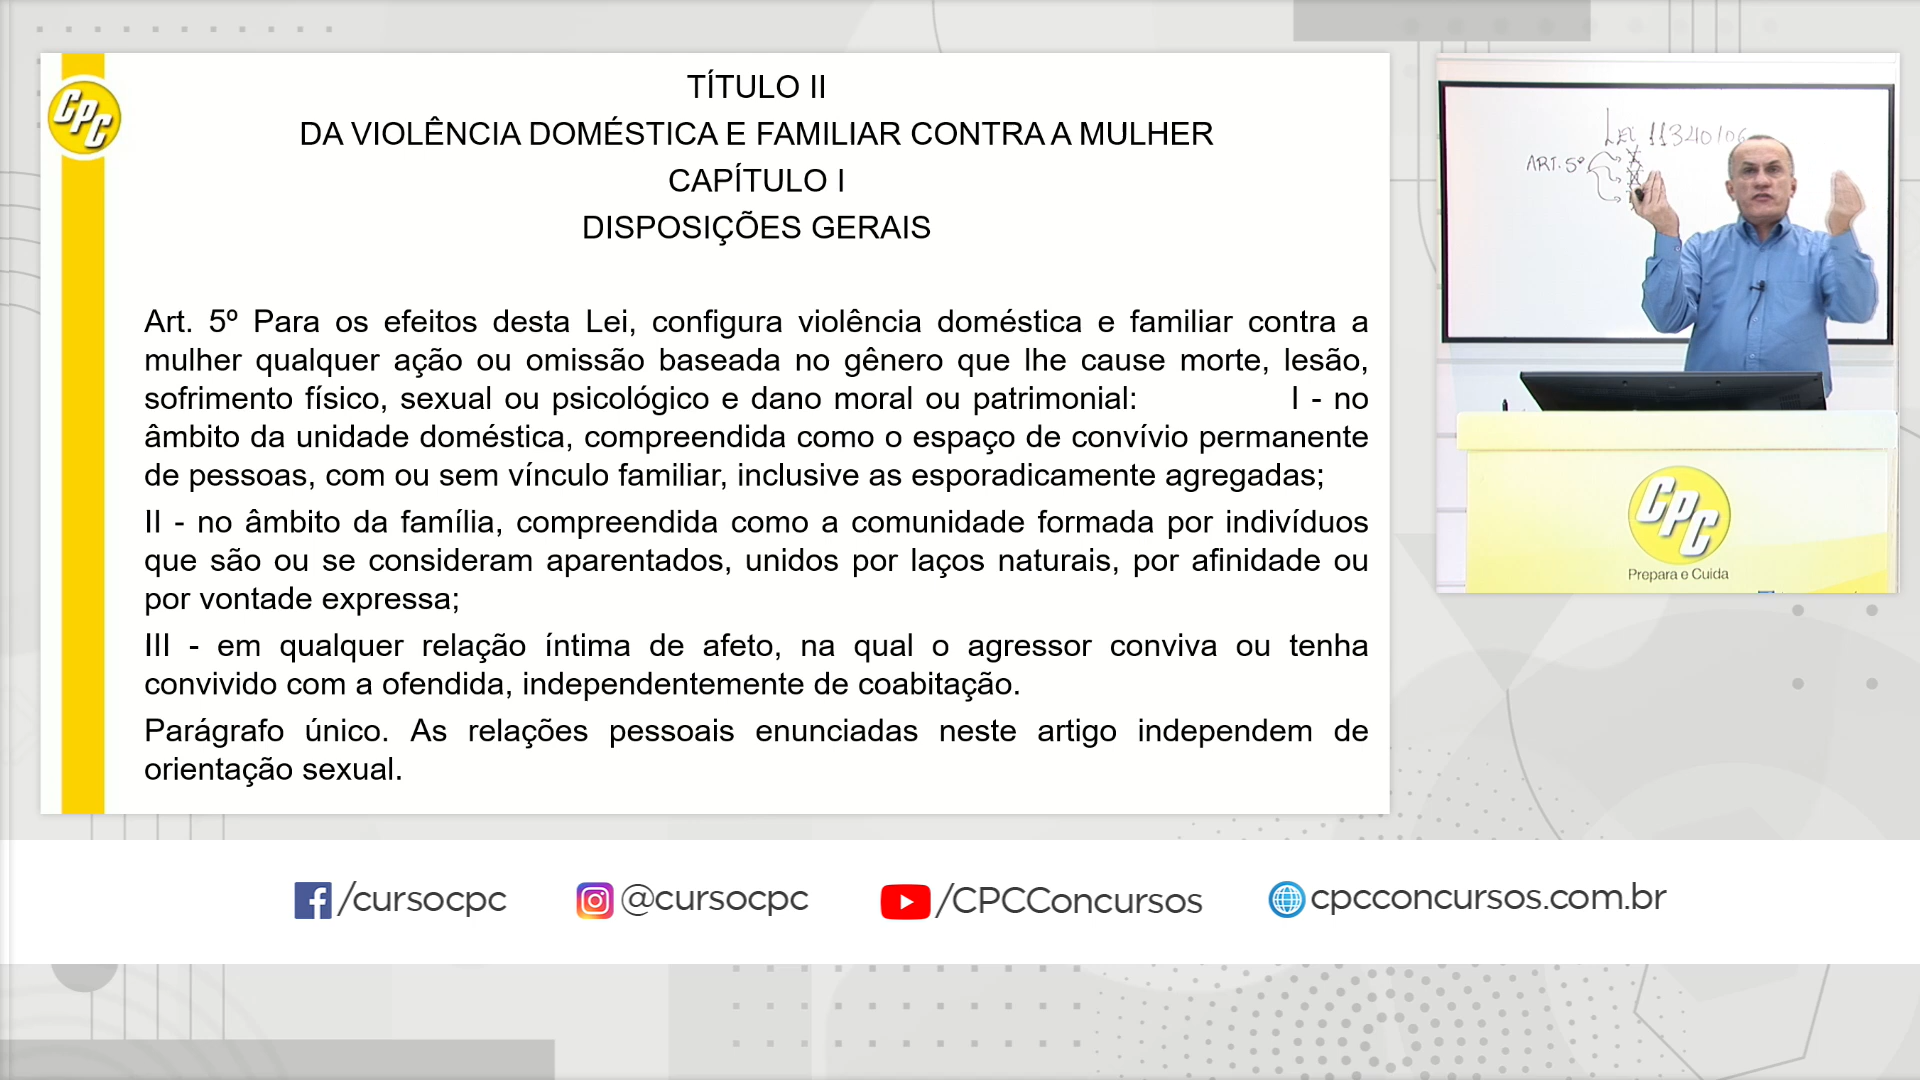 TÍTULO II
DA VIOLÊNCIA DOMÉSTICA E FAMILIAR CONTRA A MULHER
CAPÍTULO I
DISPOSIÇÕES GERAIS
Art. 5º Para os efeitos desta Lei, configura violência doméstica e familiar contra a
mulher qualquer ação ou omissão baseada no gênero que lhe cause morte, lesão,
sofrimento físico, sexual ou psicológico e dano moral ou patrimonial: I - no
âmbito da unidade doméstica, compreendida como o espaço de convívio permanente
de pessoas, com ou sem vínculo familiar, inclusive as esporadicamente agregadas;
II - no âmbito da família, compreendida como a comunidade formada por indivíduos
que são ou se consideram aparentados, unidos por laços naturais, por afinidade ou
por vontade expressa;
III - em qualquer relação íntima de afeto, na qual o agressor conviva ou tenha
convivido com a ofendida, independentemente de coabitação.
Parágrafo único. As relações pessoais enunciadas neste artigo independem de
orientação sexual.
CPC
LEI 11340/06
ART. 5º
CPC
Prepara e Cuida
/cursocpc
@cursocpc
/CPCConcursos
cpcconcursos.com.br